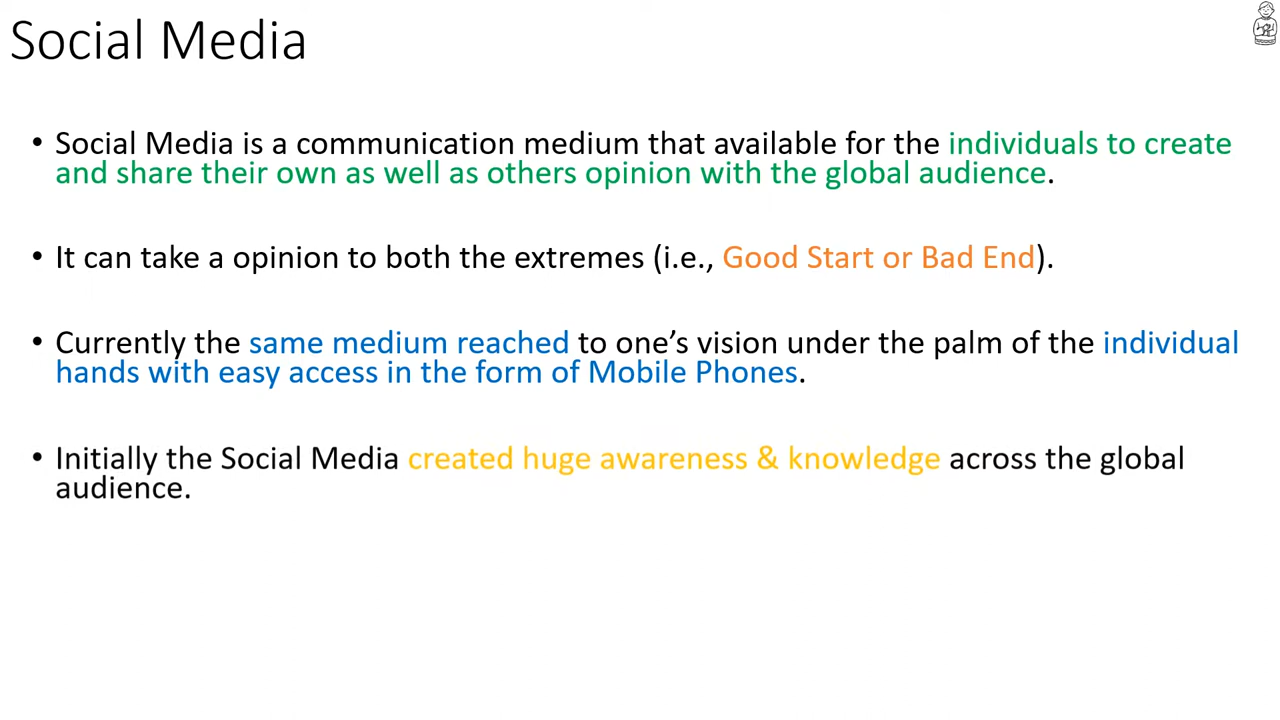 Social Media
• Social Media is a communication medium that available for the individuals to create
and share their own as well as others opinion with the global audience.
• It can take a opinion to both the extremes (i.e., Good Start or Bad End).
• Currently the same medium reached to one’s vision under the palm of the individual
hands with easy access in the form of Mobile Phones.
• Initially the Social Media created huge awareness & knowledge across the global
audience.